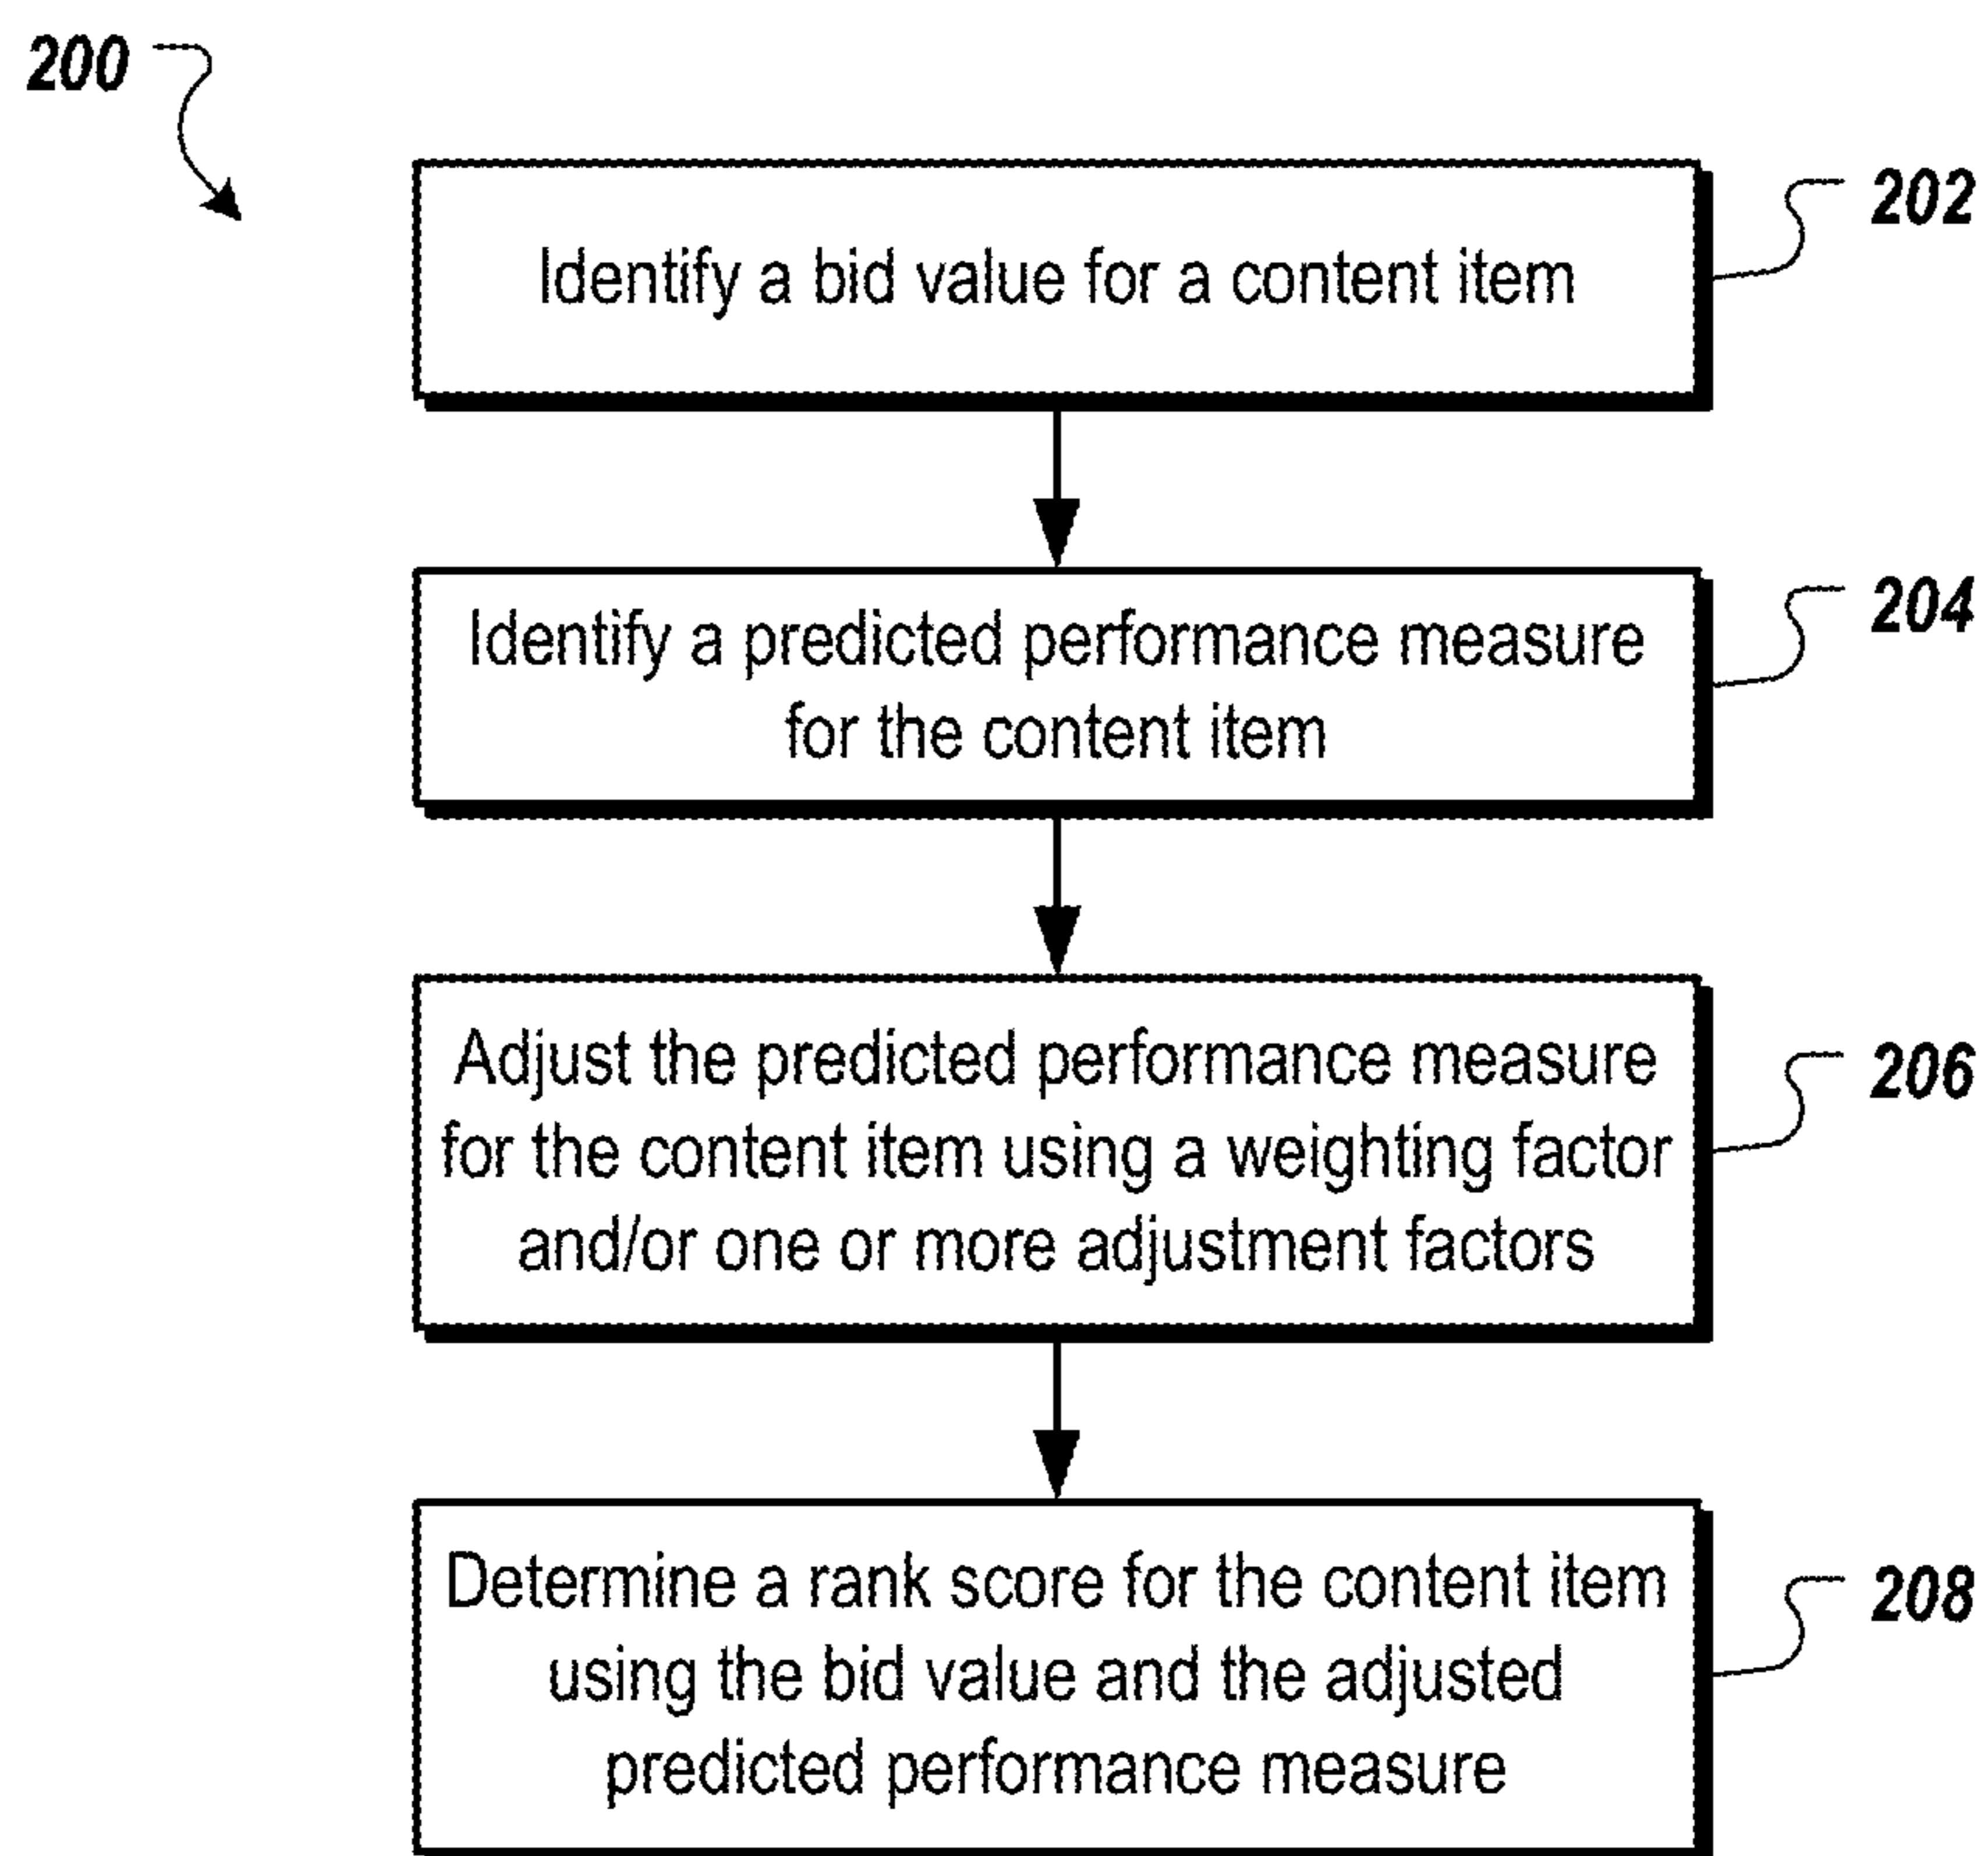 200
202
Identify a bid value for a content item
204
Identify a predicted performance measure
for the content item
206
Adjust the predicted performance measure
for the content item using a weighting factor
and/or one or more adjustment factors
208
Determine a rank score for the content item
using the bid value and the adjusted
predicted performance measure